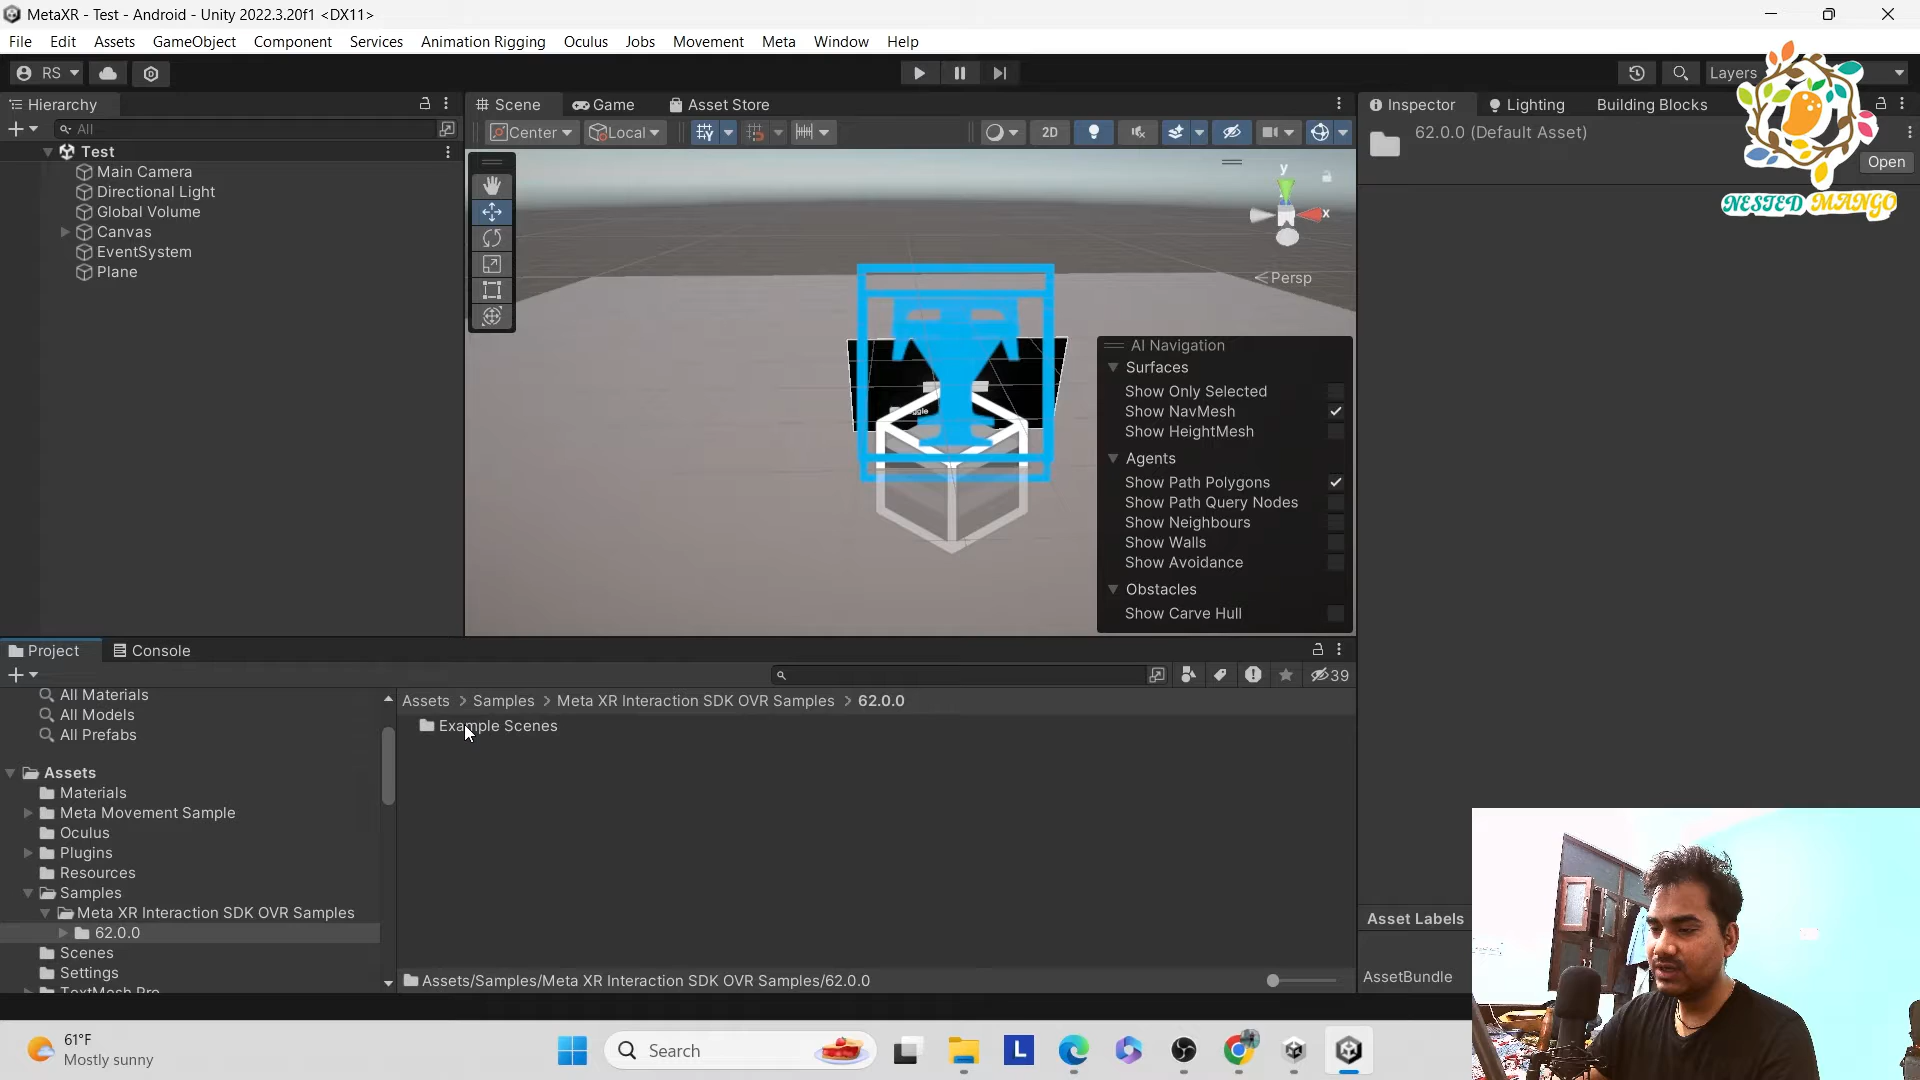 MetaXR - Test - Android - Unity 2022.3.20f1 <DX11>
File Edit Assets GameObject Component Services Animation Rigging Oculus Jobs Movement Meta Window Help
RS
Layers
Hierarchy
All
Test
Main Camera
Directional Light
Global Volume
Canvas
EventSystem
Plane
Scene Game Asset Store
Center Local 2D
y
x
Persp
AI Navigation
Surfaces
Show Only Selected
Show NavMesh
Show HeightMesh
Agents
Show Path Polygons
Show Path Query Nodes
Show Neighbours
Show Walls
Show Avoidance
Obstacles
Show Carve Hull
Inspector Lighting Building Blocks
62.0.0 (Default Asset)
Open
NESTED MANGO
Project Console
39
All Materials
All Models
All Prefabs
Assets
Materials
Meta Movement Sample
Oculus
Plugins
Resources
Samples
Meta XR Interaction SDK OVR Samples
62.0.0
Scenes
Settings
TextMesh Pro
Assets > Samples > Meta XR Interaction SDK OVR Samples > 62.0.0
Example Scenes
Assets/Samples/Meta XR Interaction SDK OVR Samples/62.0.0
Asset Labels
AssetBundle
61°F
Mostly sunny
Search
L